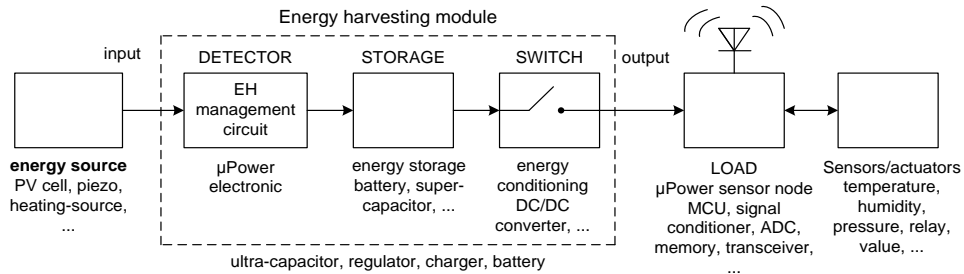 Energy harvesting module
input
DETECTOR
STORAGE
SWITCH
output
EH
management
circuit
energy source
PV cell, piezo,
heating-source,
...
µPower
electronic
energy storage
battery, super-
capacitor, ...
energy
conditioning
DC/DC
converter, ...
LOAD
µPower sensor node
MCU, signal
conditioner, ADC,
memory, transceiver,
...
Sensors/actuators
temperature,
humidity,
pressure, relay,
value, ...
ultra-capacitor, regulator, charger, battery